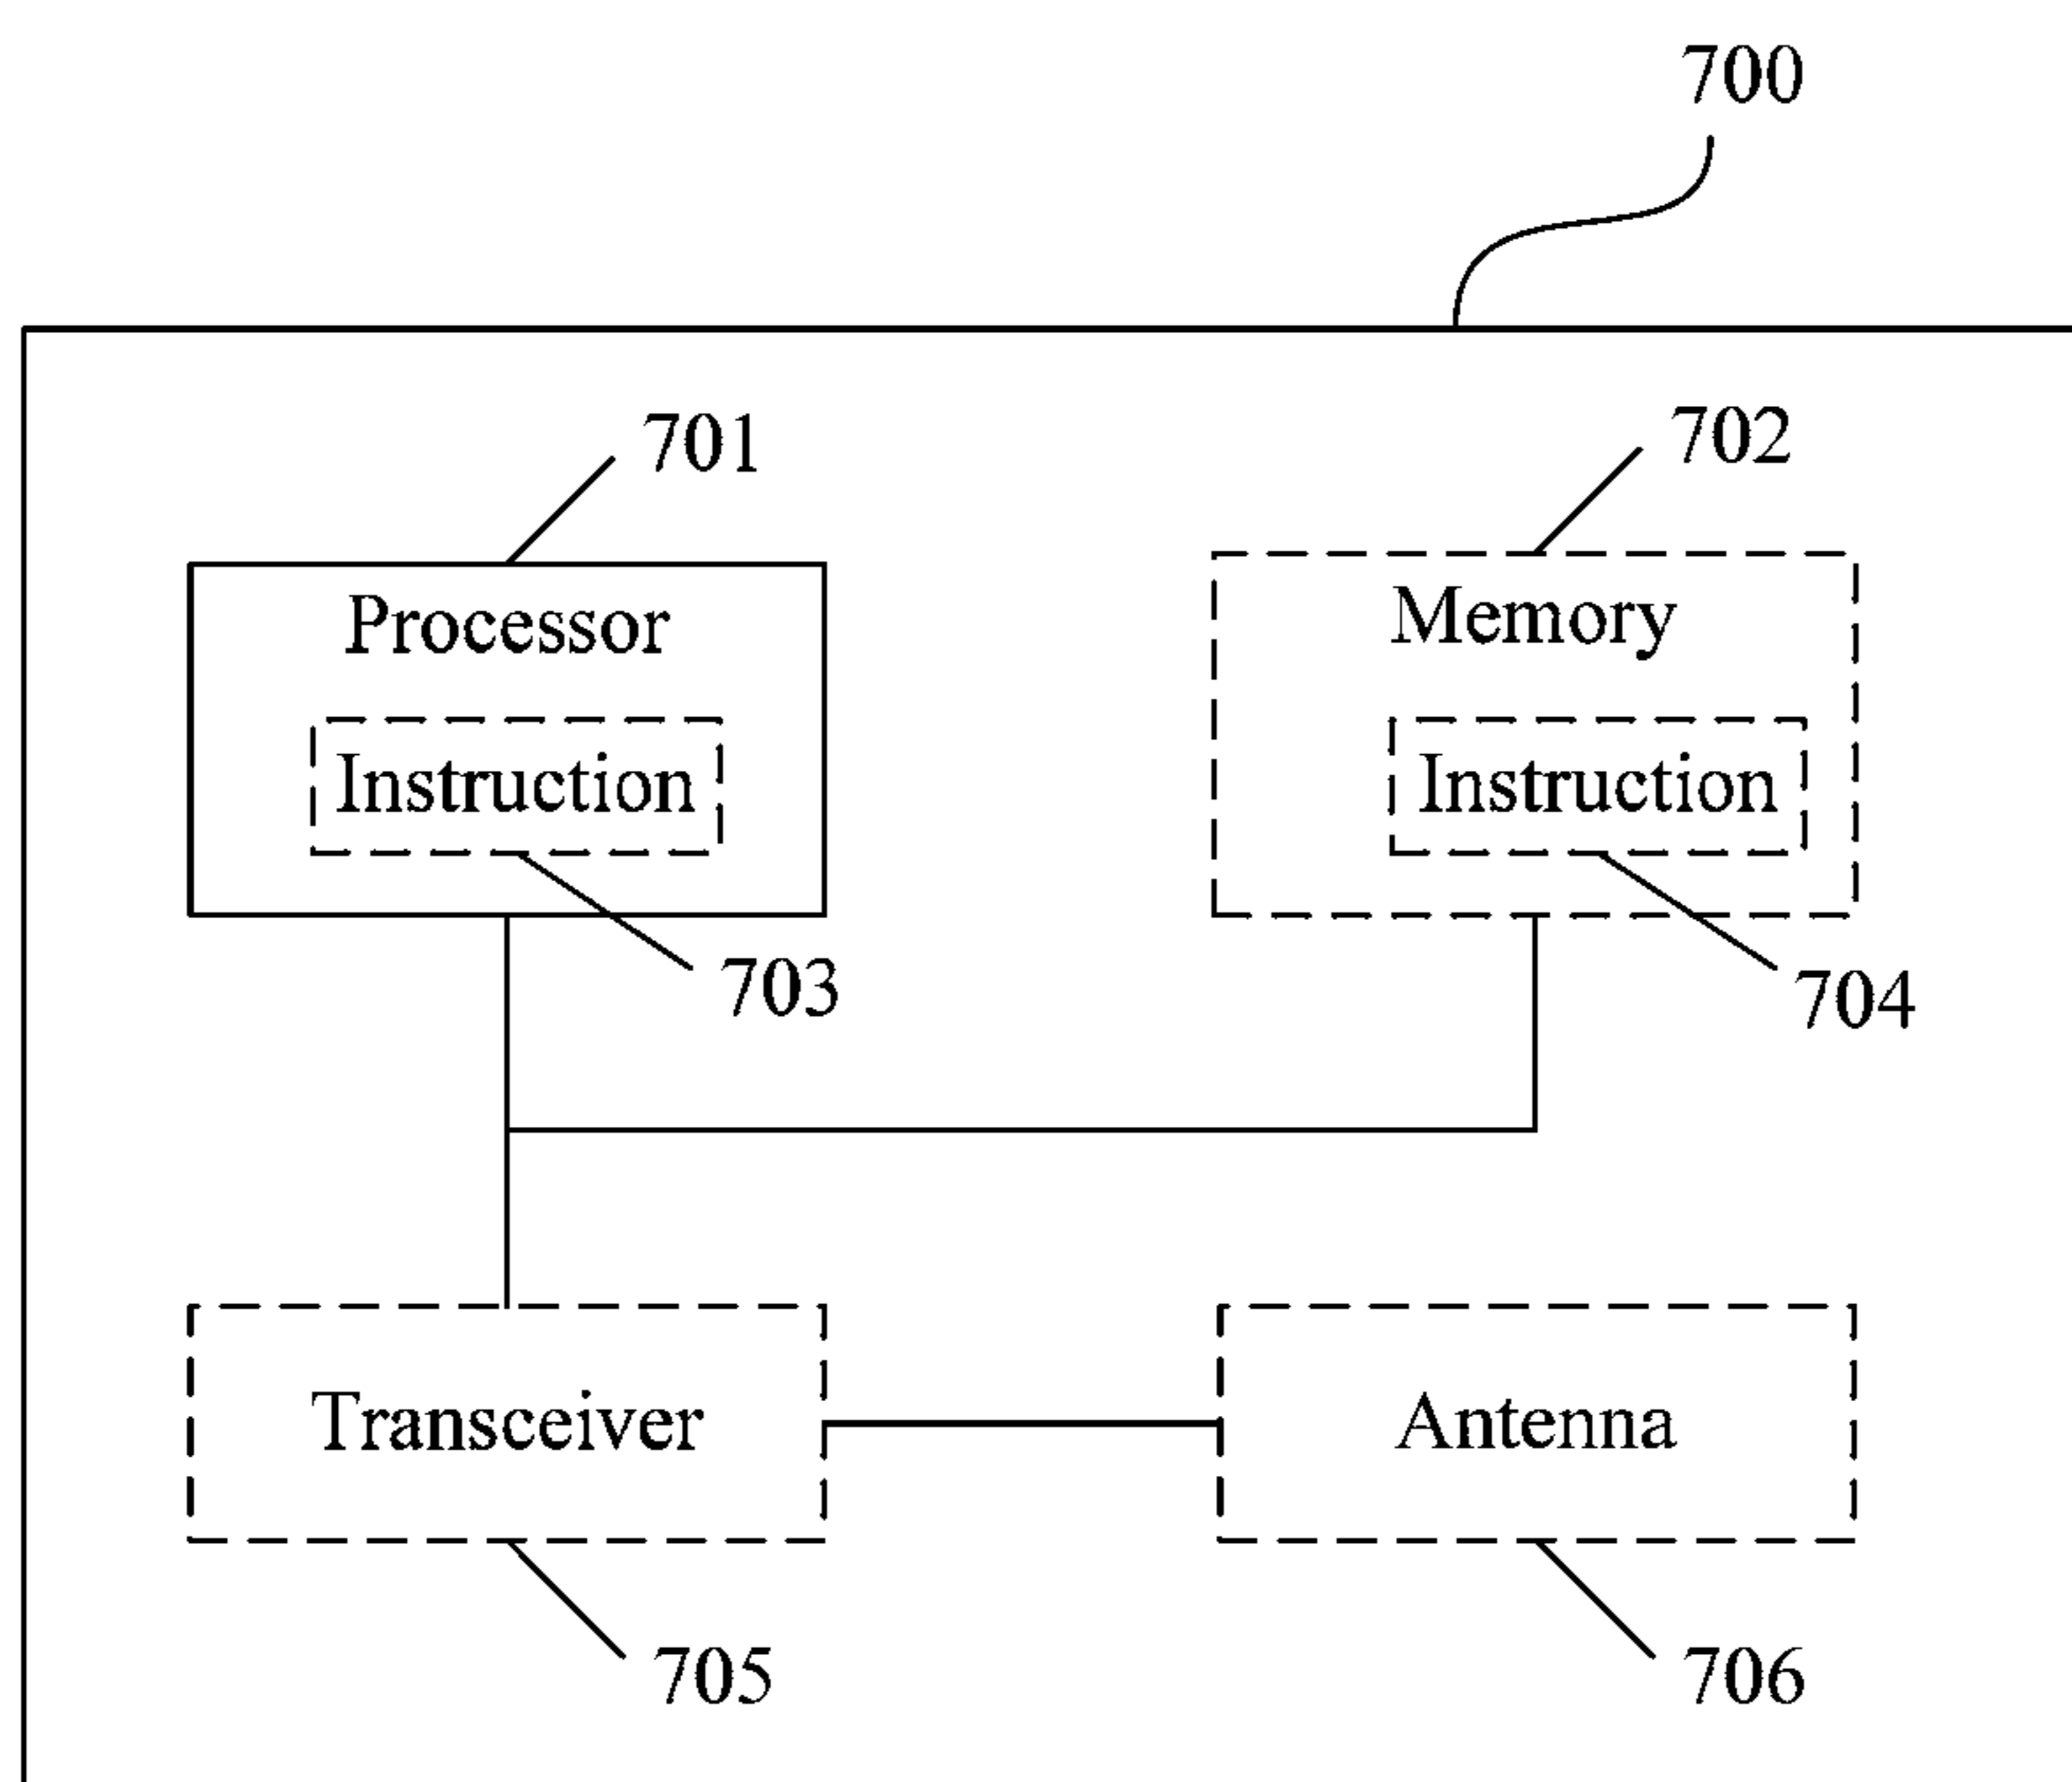 700
701
702
Processor
Memory
Instruction
Instruction
703
704
Transceiver
Antenna
705
706